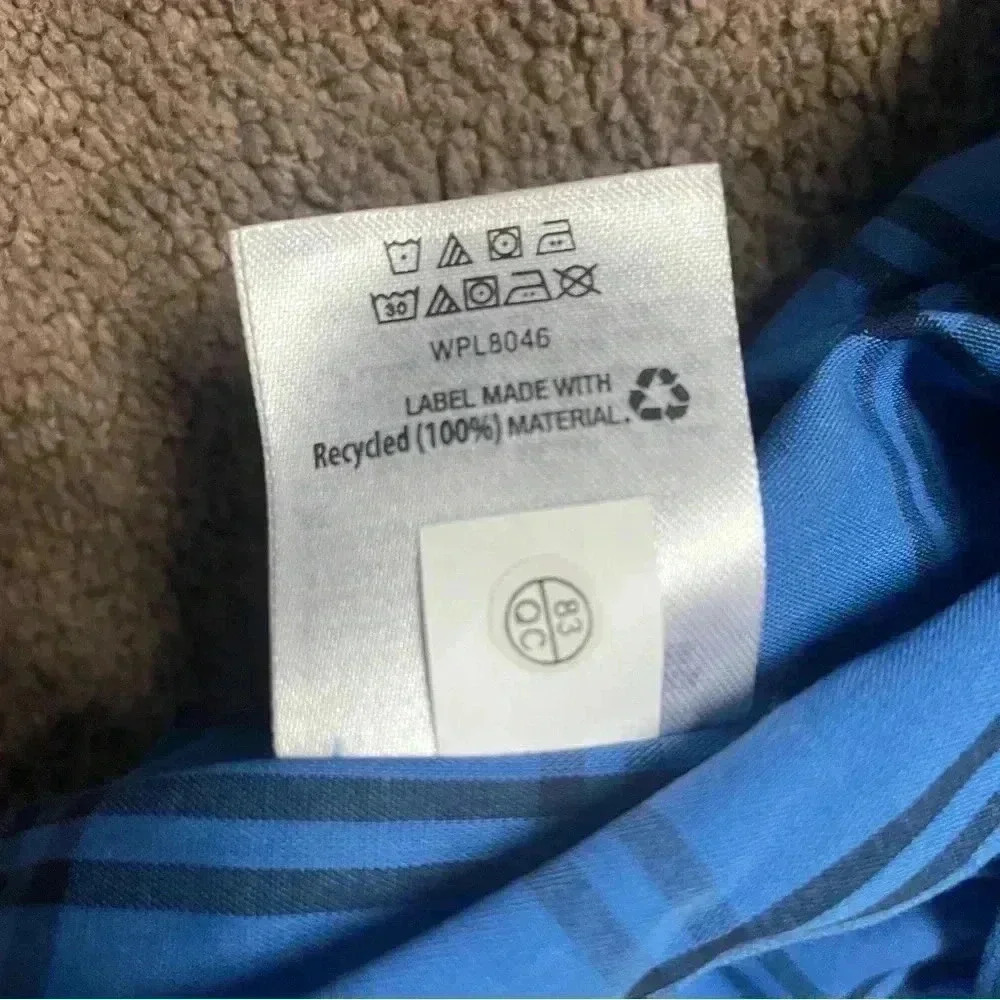 30
WPL8046
LABEL MADE WITH
Recycled (100%) MATERIAL.
83
QC